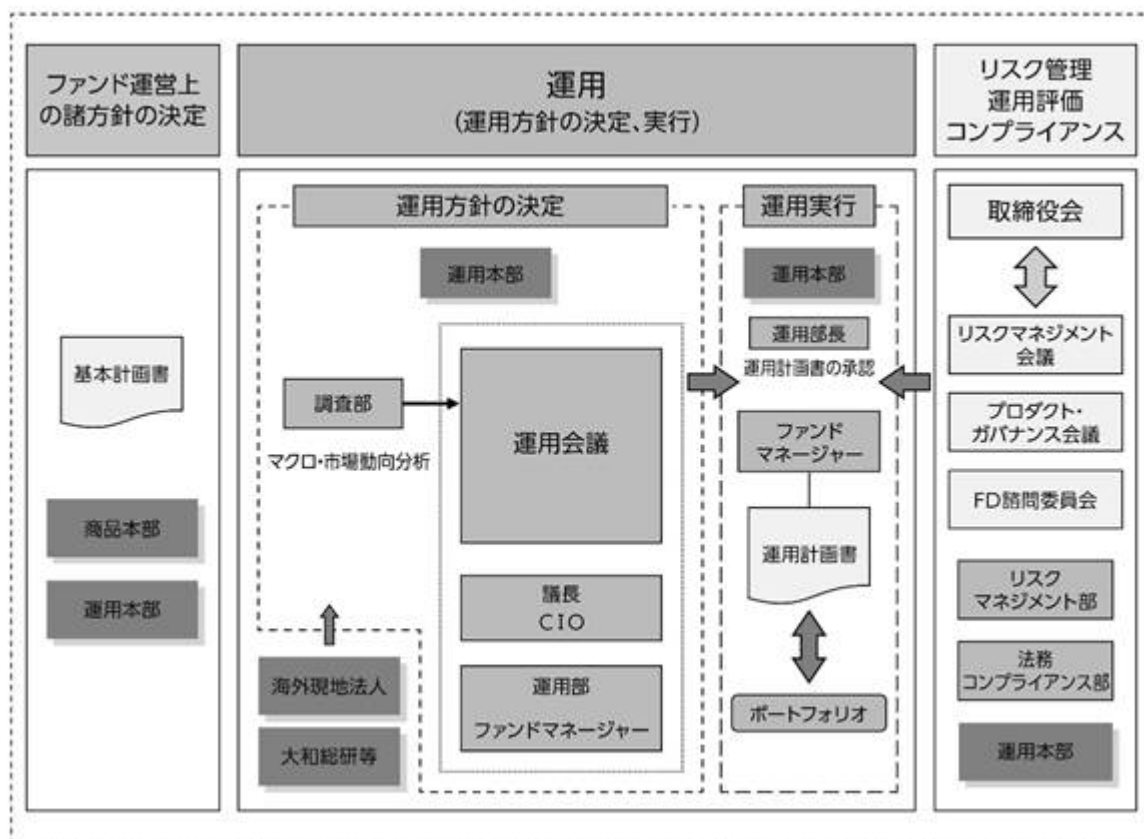 ファンド運営上
の諸方針の決定
基本計画書
商品本部
運用本部
運用
(運用方針の決定、実行)
運用方針の決定
運用本部
調査部
マクロ・市場動向分析
運用会議
議長
CIO
運用部
ファンドマネージャー
海外現地法人
大和総研等
運用実行
運用本部
運用部長
運用計画書の承認
ファンド
マネージャー
運用計画書
ポートフォリオ
リスク管理
運用評価
コンプライアンス
取締役会
リスクマネジメント
会議
プロダクト・
ガバナンス会議
FD諮問委員会
リスク
マネジメント部
法務
コンプライアンス部
運用本部